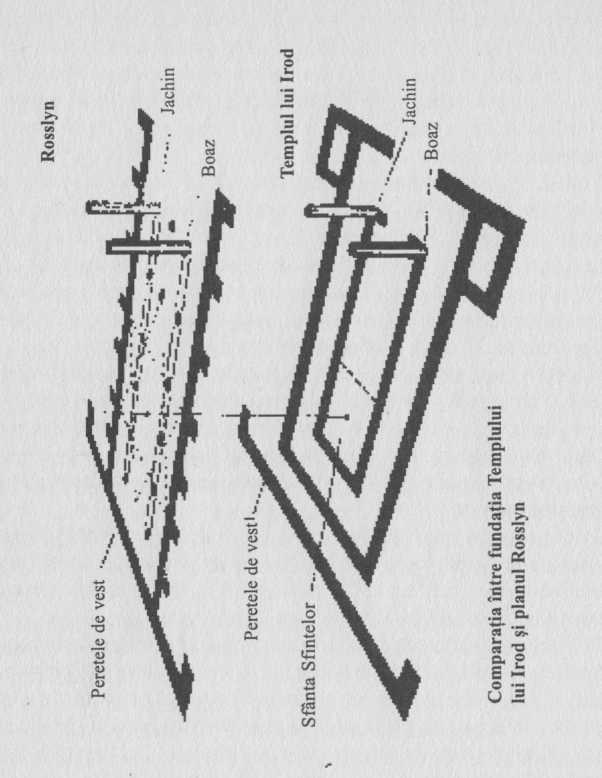 Rosslyn
Jachin
Boaz
Peretele de vest
Templul lui Irod
Jachin
Boaz
Peretele de vest
Sfânta Sfintelor
Comparația între fundația Templului
lui Irod și planul Rosslyn